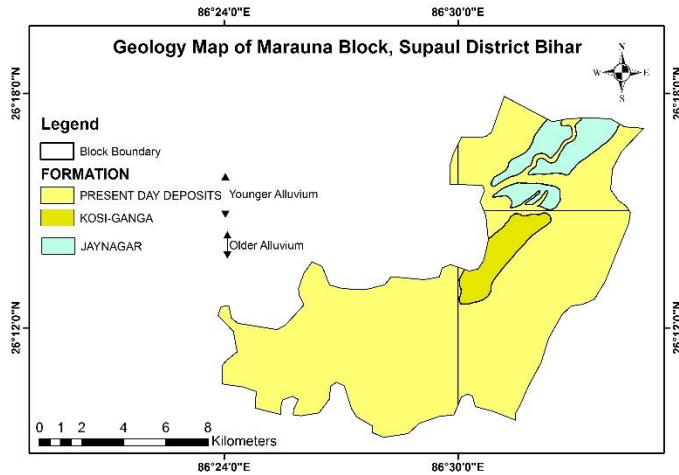 86°24'0"E 86°30'0"E
Geology Map of Marauna Block, Supaul District Bihar
N
W E
S
26°18'0"N 26°18'0"N
Legend
Block Boundary
FORMATION
PRESENT DAY DEPOSITS Younger Alluvium
KOSI-GANGA
JAYNAGAR Older Alluvium
26°12'0"N 26°12'0"N
0 1 2 4 6 8
Kilometers
86°24'0"E 86°30'0"E